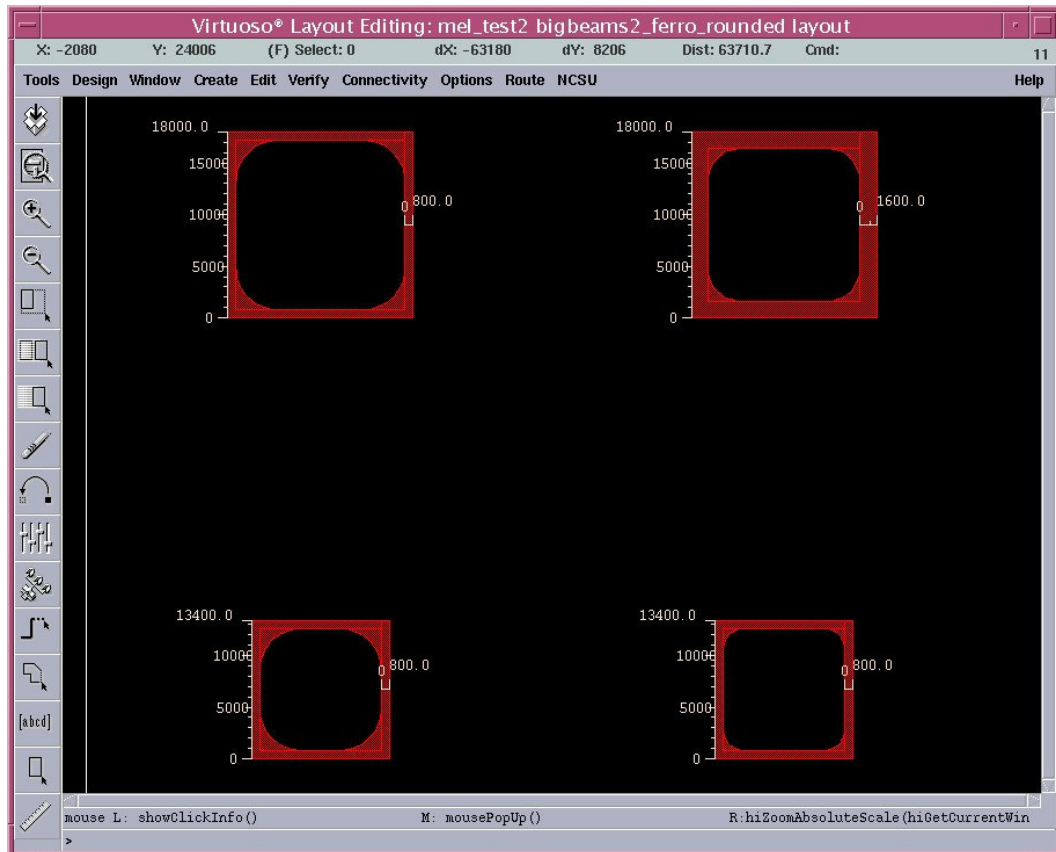 Virtuoso® Layout Editing: mel_test2 bigbeams2_ferro_rounded layout
X: -2080 Y: 24006 (F) Select: 0 dX: -63180 dY: 8206 Dist: 63710.7 Cmd: 11
Tools Design Window Create Edit Verify Connectivity Options Route NCSU Help
18000.0 18000.0
15000 15000
0 800.0 0 1600.0
10000 10000
5000 5000
0 0
13400.0 13400.0
10000 10000
0 800.0 0 800.0
5000 5000
0 0
[abcd]
mouse L: showClickInfo() M: mousePopUp() R:hiZoomAbsoluteScale(hiGetCurrentWin
>